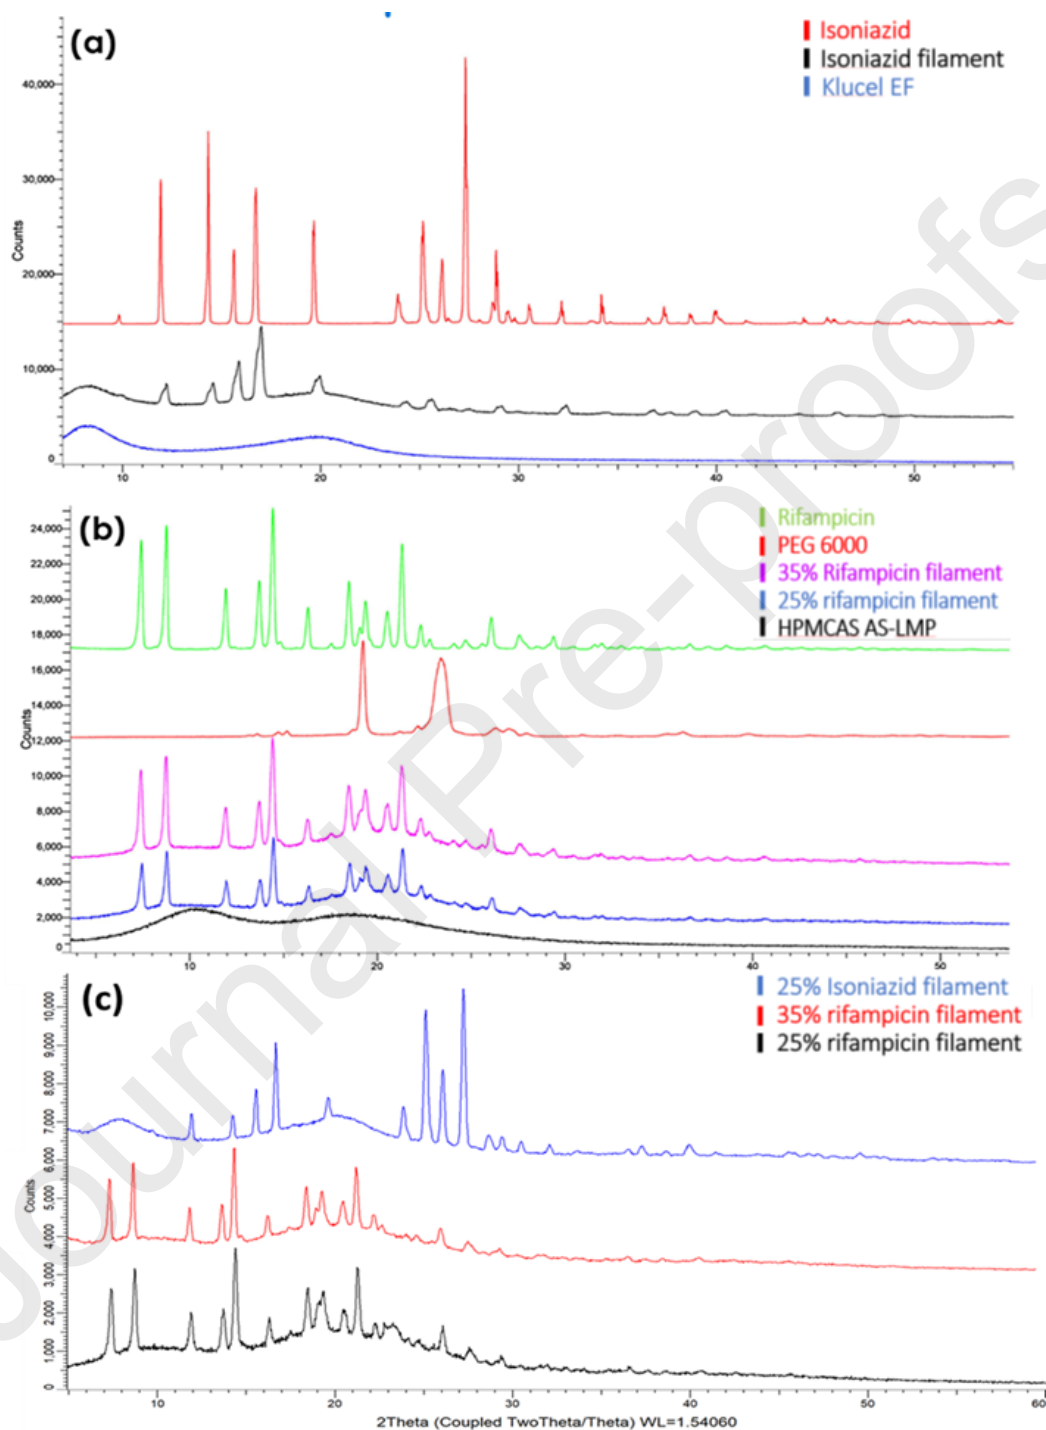 (a)
Isoniazid
Isoniazid filament
Klucel EF
40,000
30,000
20,000
10,000
0
Counts
10 20 30 40 50
(b)
Rifampicin
PEG 6000
35% Rifampicin filament
25% rifampicin filament
HPMCAS AS-LMP
24,000
22,000
20,000
18,000
16,000
14,000
12,000
10,000
8,000
6,000
4,000
2,000
0
Counts
10 20 30 40 50
(c)
25% Isoniazid filament
35% rifampicin filament
25% rifampicin filament
10,000
9,000
8,000
7,000
6,000
5,000
4,000
3,000
2,000
1,000
0
Counts
10 20 30 40 50 60
2Theta (Coupled TwoTheta/Theta) WL=1.54060
Journal Pre-proofs